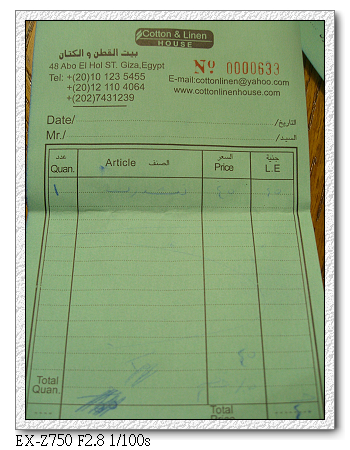 Cotton & Linen
HOUSE
بيت القطن و الكتان
48 Abo El Hol ST. Giza,Egypt
Tel: +(20)10 123 5455
+(20)12 110 4064
+(202)7431239
Nº 0000633
E-mail:cottonlinen@yahoo.com
www.cottonlinenhouse.com
Date/ التاريخ/
Mr./ السيد/
عدد Quan.
Article الصنف
السعر Price
جنية L.E
١
Total Quan.
Total
EX-Z750 F2.8 1/100s